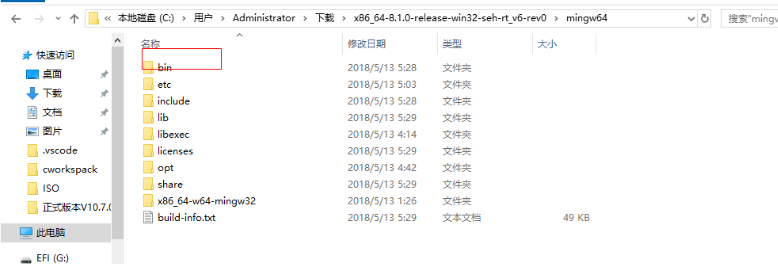 « 本地磁盘 (C:) › 用户 › Administrator › 下载 › x86_64-8.1.0-release-win32-seh-rt_v6-rev0 › mingw64
搜索"mingw
名称 修改日期 类型 大小
快速访问
桌面
下载
文档
图片
.vscode
cworkspack
ISO
正式版本V10.7.0
此电脑
EFI (G:)
bin 2018/5/13 5:28 文件夹
etc 2018/5/13 5:03 文件夹
include 2018/5/13 5:28 文件夹
lib 2018/5/13 5:29 文件夹
libexec 2018/5/13 4:14 文件夹
licenses 2018/5/13 5:29 文件夹
opt 2018/5/13 4:42 文件夹
share 2018/5/13 5:29 文件夹
x86_64-w64-mingw32 2018/5/13 1:26 文件夹
build-info.txt 2018/5/13 5:29 文本文档 49 KB